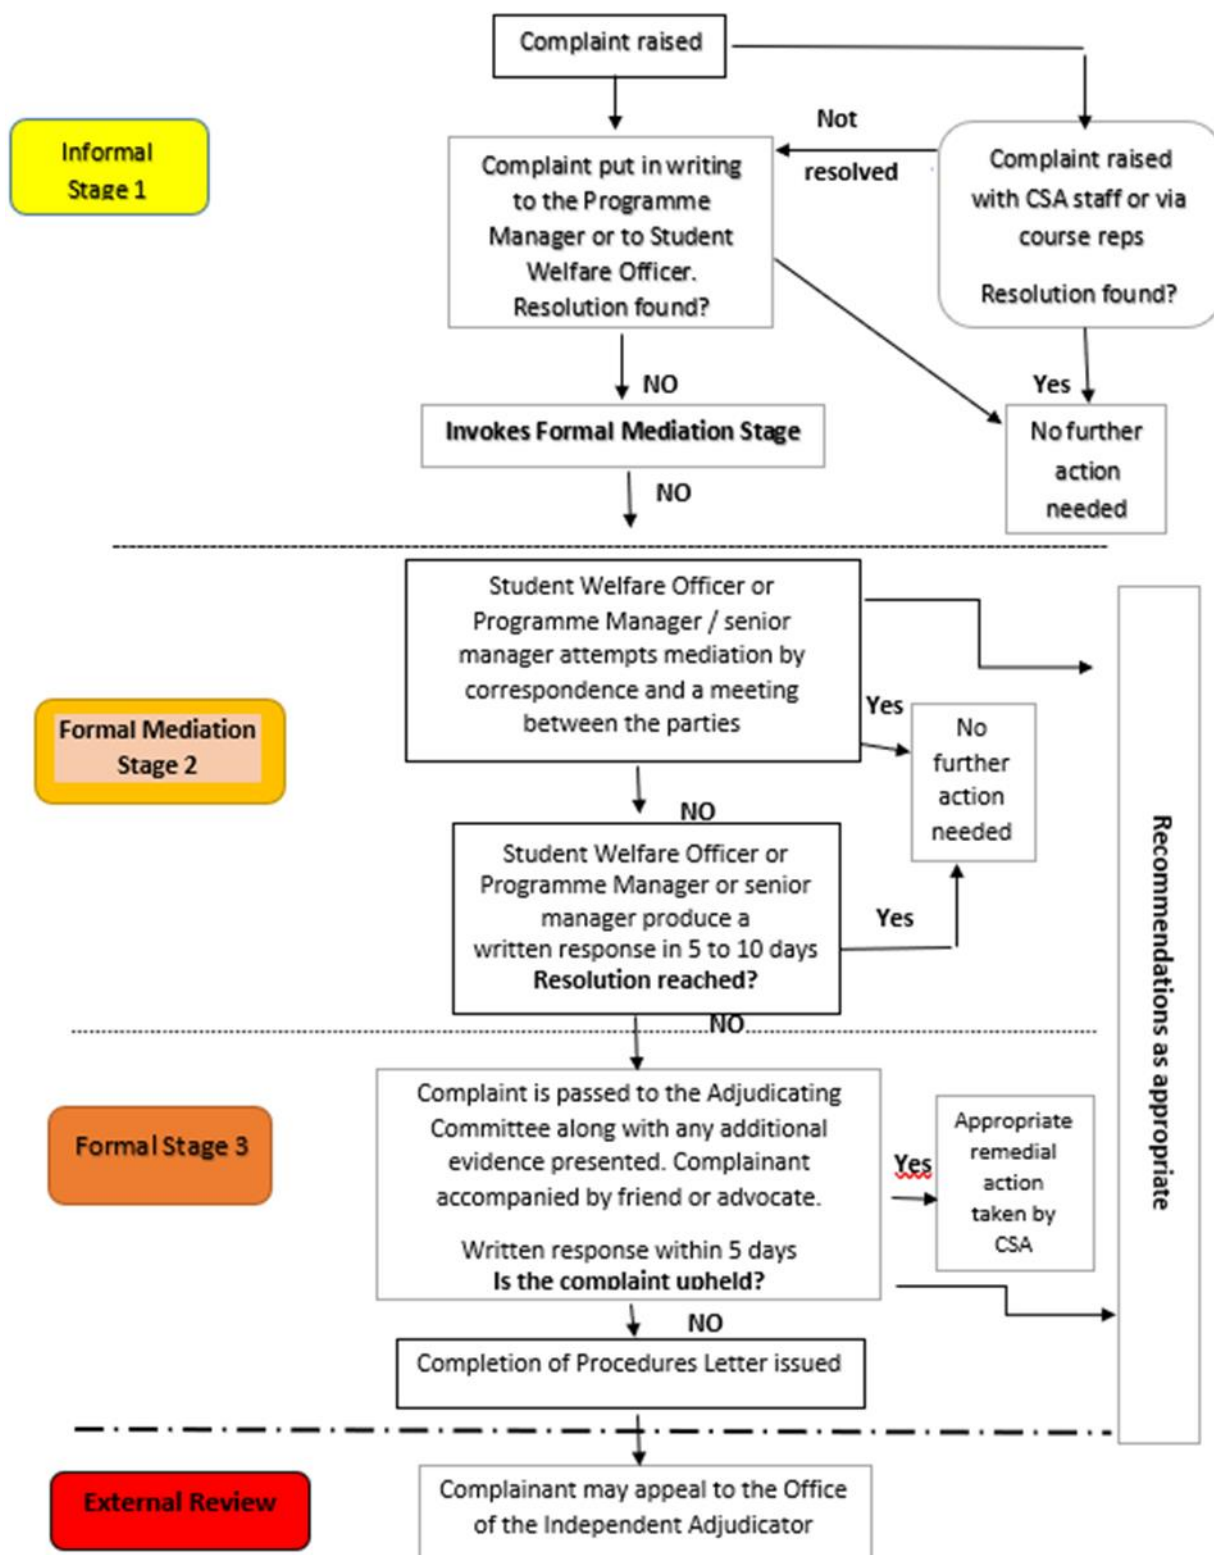 Complaint raised
Informal
Stage 1
Not
resolved
Complaint put in writing
to the Programme
Manager or to Student
Welfare Officer.
Resolution found?
Complaint raised
with CSA staff or via
course reps
Resolution found?
NO
Yes
Invokes Formal Mediation Stage
No further
action
needed
NO
Student Welfare Officer or
Programme Manager / senior
manager attempts mediation by
correspondence and a meeting
between the parties
Formal Mediation
Stage 2
Yes
No
further
action
needed
NO
Student Welfare Officer or
Programme Manager or senior
manager produce a
written response in 5 to 10 days
Resolution reached?
Yes
Recommendations as appropriate
NO
Formal Stage 3
Complaint is passed to the Adjudicating
Committee along with any additional
evidence presented. Complainant
accompanied by friend or advocate.
Written response within 5 days
Is the complaint upheld?
Yes
Appropriate
remedial
action
taken by
CSA
NO
Completion of Procedures Letter issued
External Review
Complainant may appeal to the Office
of the Independent Adjudicator